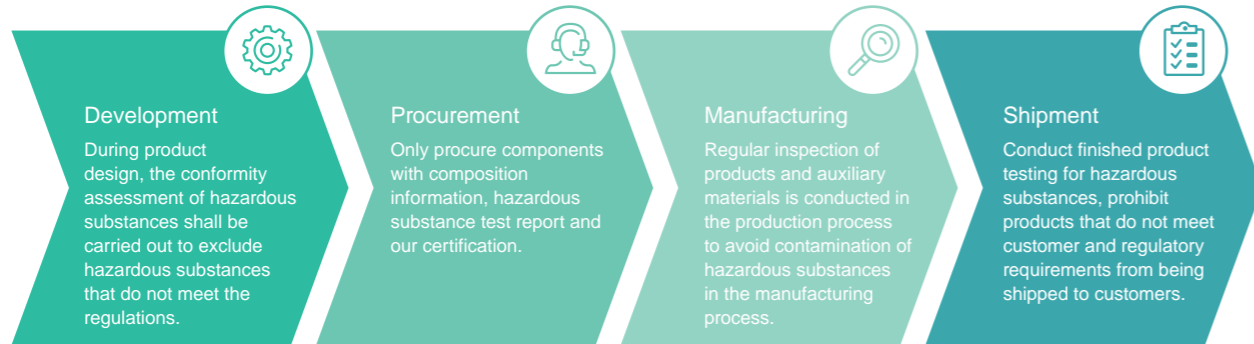 Development
During product
design, the conformity
assessment of hazardous
substances shall be
carried out to exclude
hazardous substances
that do not meet the
regulations.
Procurement
Only procure components
with composition
information, hazardous
substance test report and
our certification.
Manufacturing
Regular inspection of
products and auxiliary
materials is conducted in
the production process
to avoid contamination of
hazardous substances
in the manufacturing
process.
Shipment
Conduct finished product
testing for hazardous
substances, prohibit
products that do not meet
customer and regulatory
requirements from being
shipped to customers.